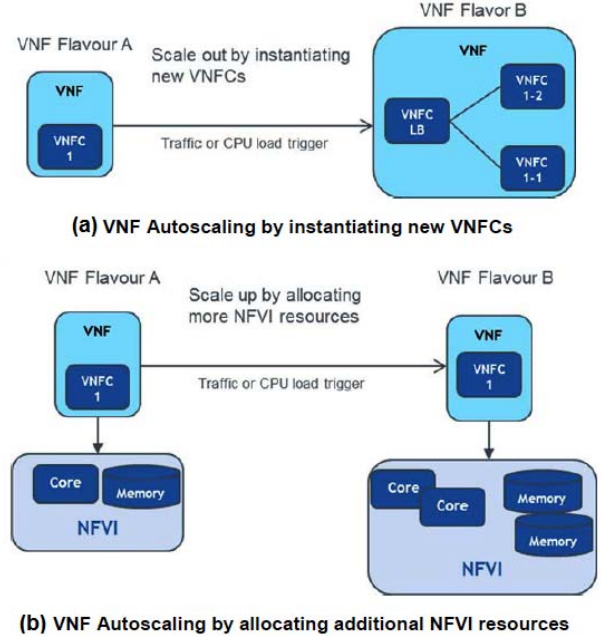 VNF Flavour A
VNF Flavor B
Scale out by instantiating
new VNFCs
VNF
VNFC
1
Traffic or CPU load trigger
VNF
VNFC
LB
VNFC
1-2
VNFC
1-1
(a) VNF Autoscaling by instantiating new VNFCs
VNF Flavour A
VNF Flavour B
Scale up by allocating
more NFVI resources
VNF
VNFC
1
Traffic or CPU load trigger
VNF
VNFC
1
Core
Memory
NFVI
Core
Core
Memory
Memory
NFVI
(b) VNF Autoscaling by allocating additional NFVI resources